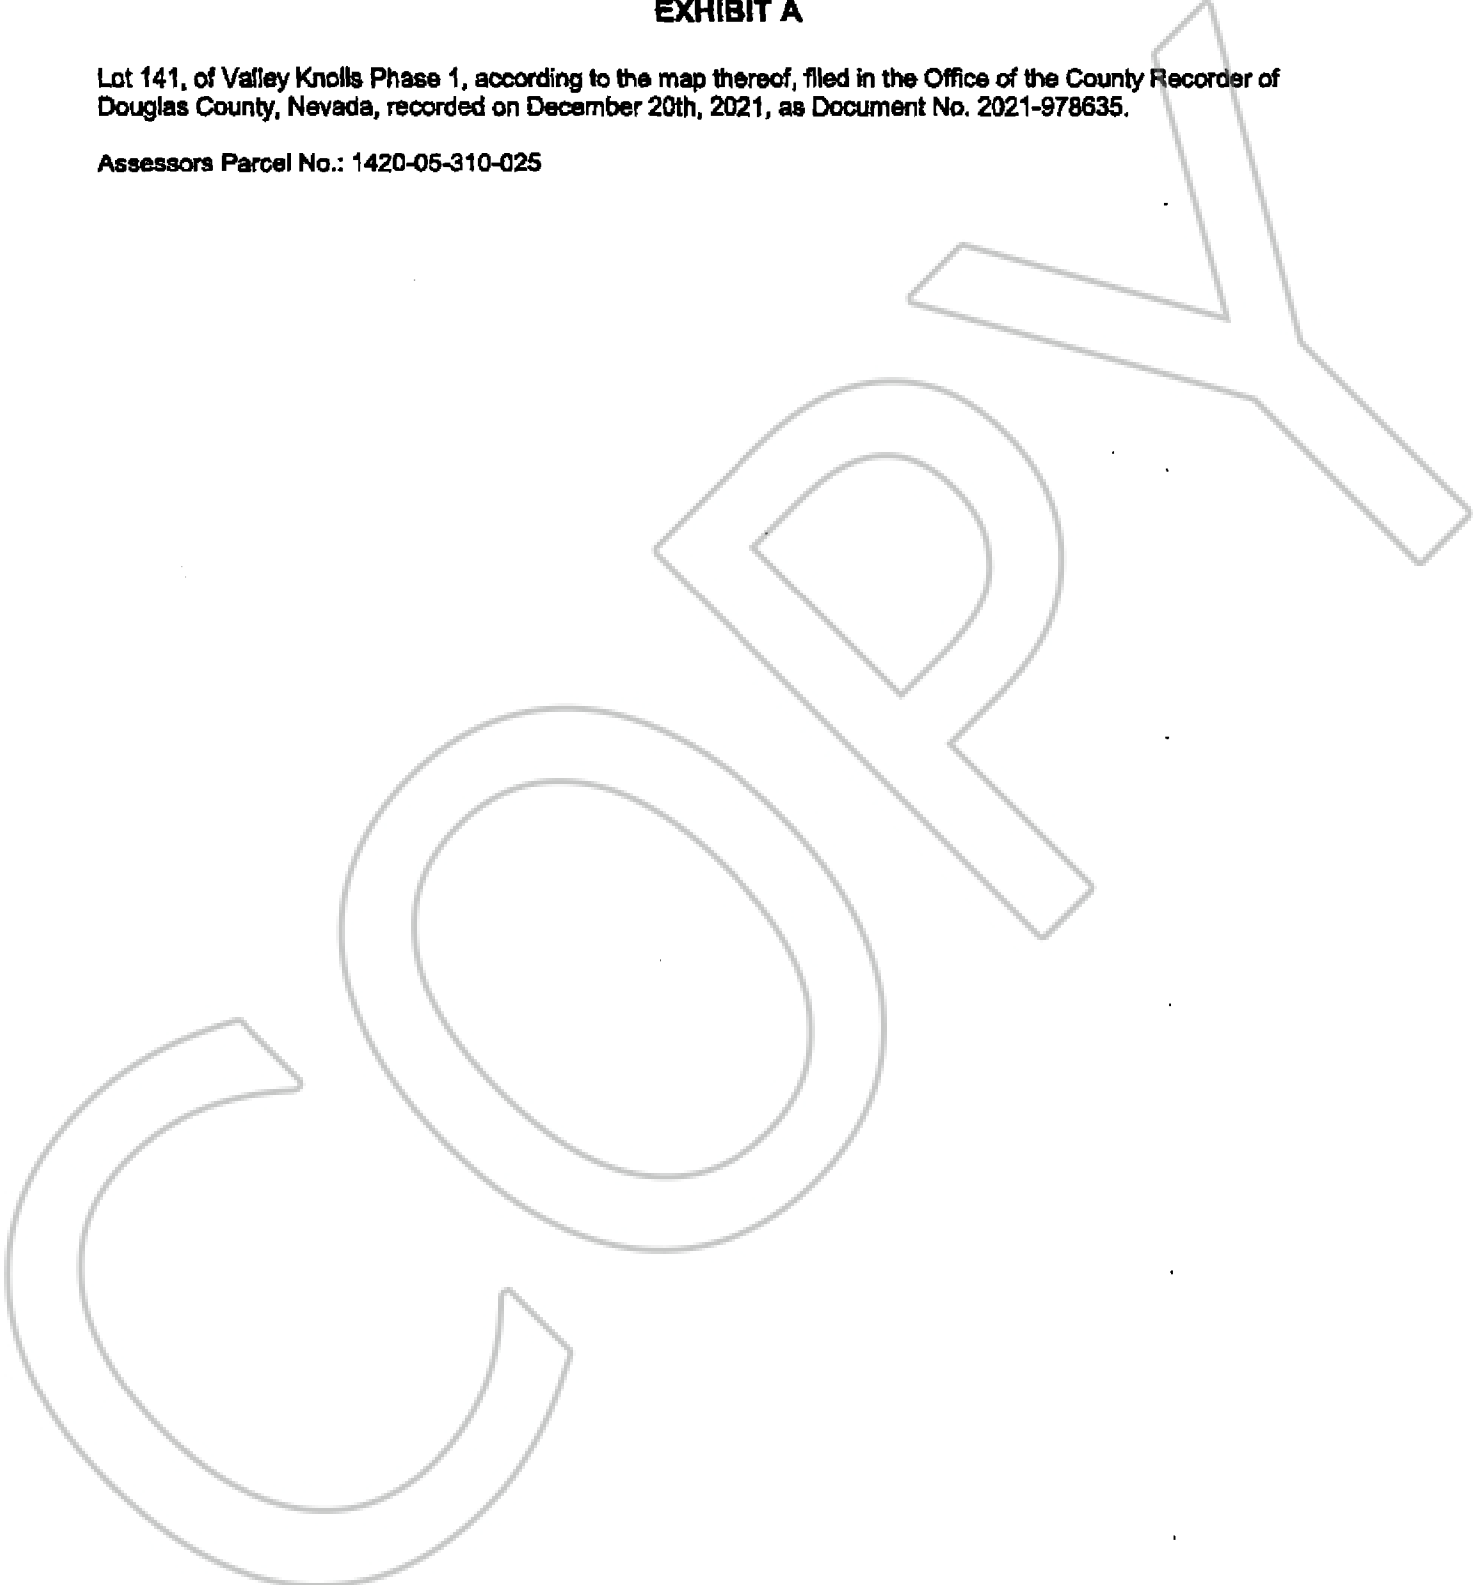 EXHIBIT A
Lot 141, of Valley Knolls Phase 1, according to the map thereof, filed in the Office of the County Recorder of
Douglas County, Nevada, recorded on December 20th, 2021, as Document No. 2021-978635.
Assessors Parcel No.: 1420-05-310-025
COPY